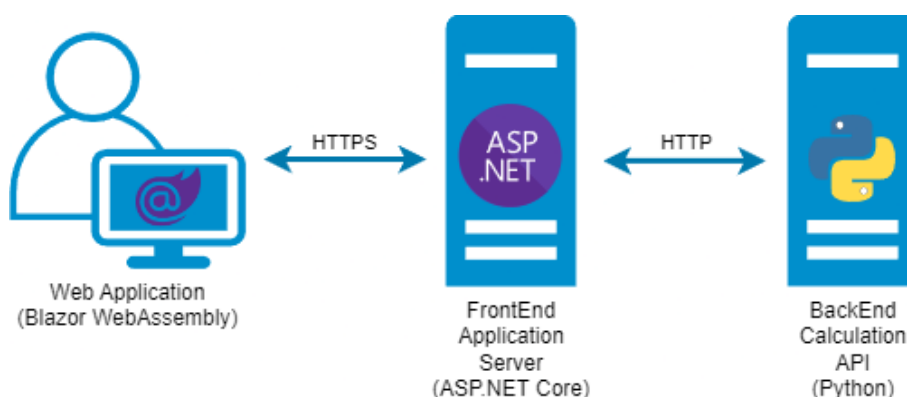 HTTPS
HTTP
ASP
.NET
Web Application
(Blazor WebAssembly)
FrontEnd
Application
Server
(ASP.NET Core)
BackEnd
Calculation
API
(Python)